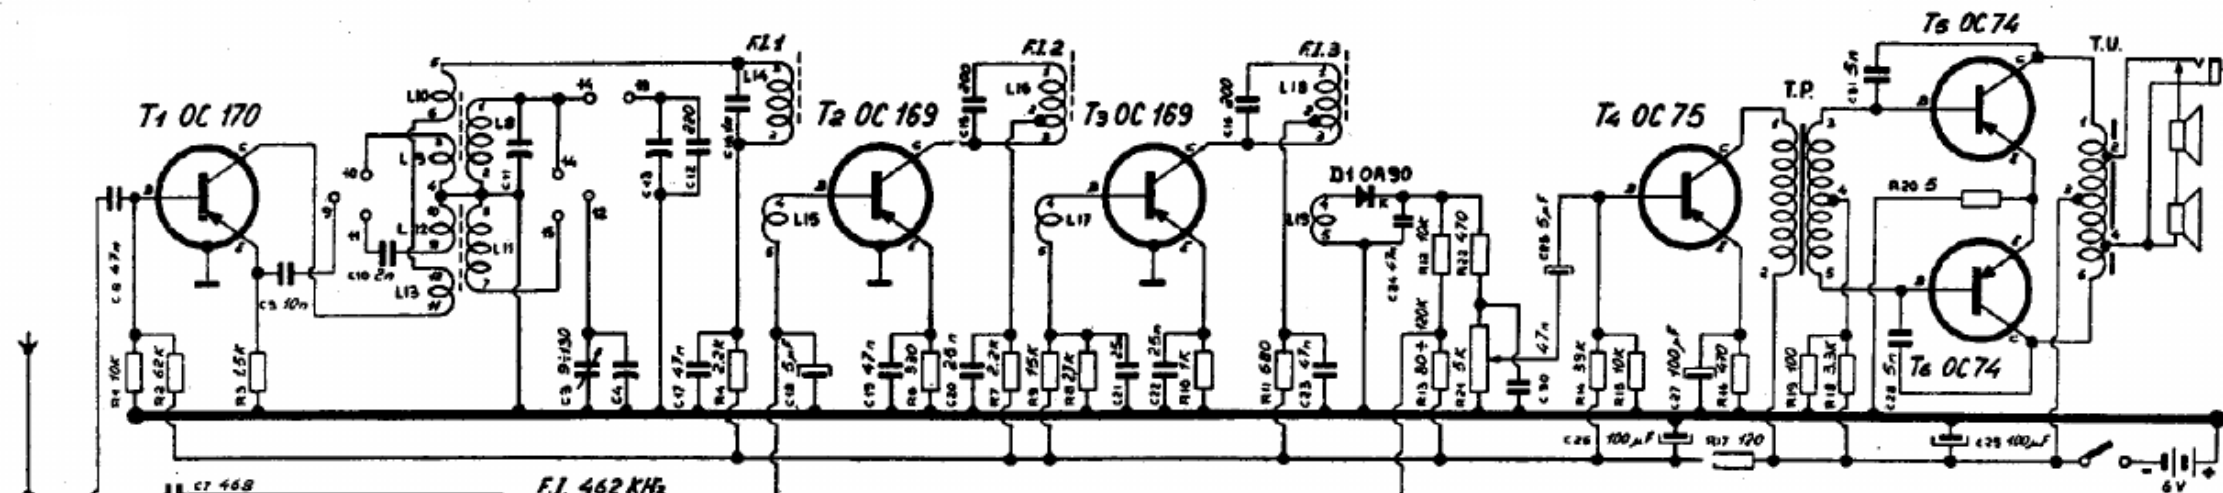 T5 OC 74
T.U.
F.I.1
F.I.2
F.I.3
T1 OC 170
T2 OC 169
T3 OC 169
T4 OC 75
T.P.
L10
L8
L14
L16
L18
C31 5n
C11
C13
C12 220
200
C16 200
D1 OA90
R20 5
L12
L11
L13
L15
L17
L19
C8 47n
C9 10n
C10 2n
R12 10K
R22 470
C24 47n
C25 5µF
R1 10K
R2 62K
R3 1.5K
C3 9÷130
C4
C17 47n
R4 2.2K
C18 5µF
C19 47n
R6 330
C20 25n
R7 2.2K
R9 15K
R8 27K
C21 25n
C22 25n
R10 1K
R11 680
C23 47n
R13 80÷120K
R21 5K
47n
C30
R14 39K
R15 10K
C27 100µF
R16 470
R19 100
R18 3.3K
C28 5n
T6 OC74
C26 100µF
R17 120
C29 100µF
C7 468
F.I. 462 KHz
- +
6V